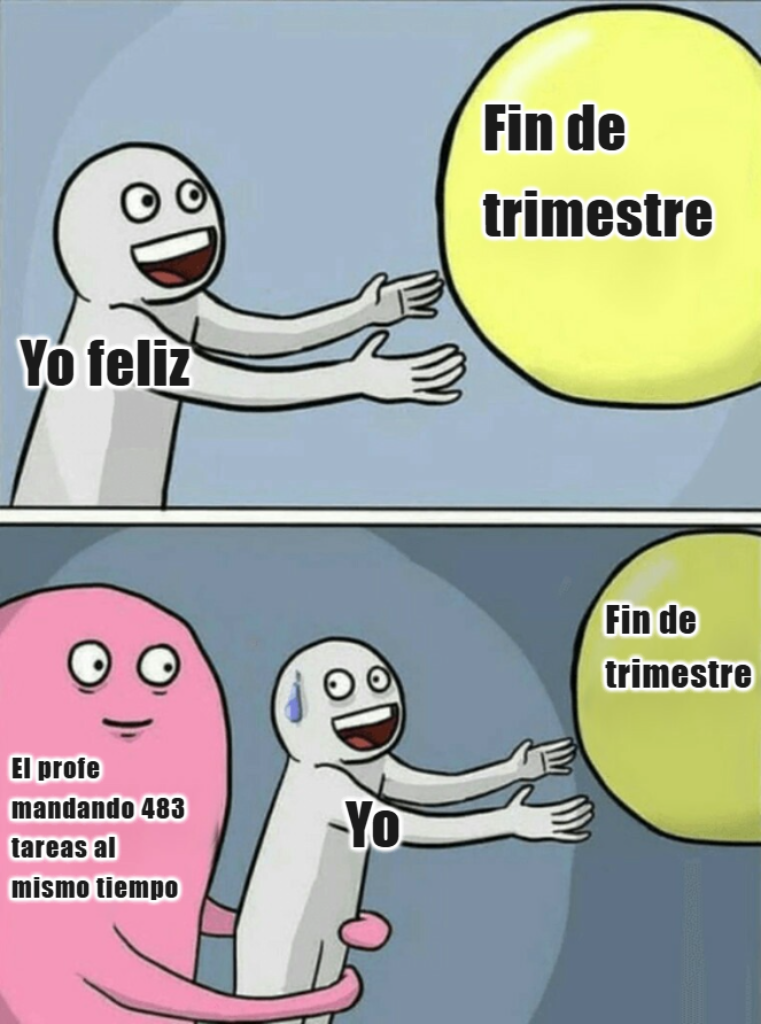 Fin de
trimestre
Yo feliz
Fin de
trimestre
El profe
mandando 483
tareas al
mismo tiempo
Yo